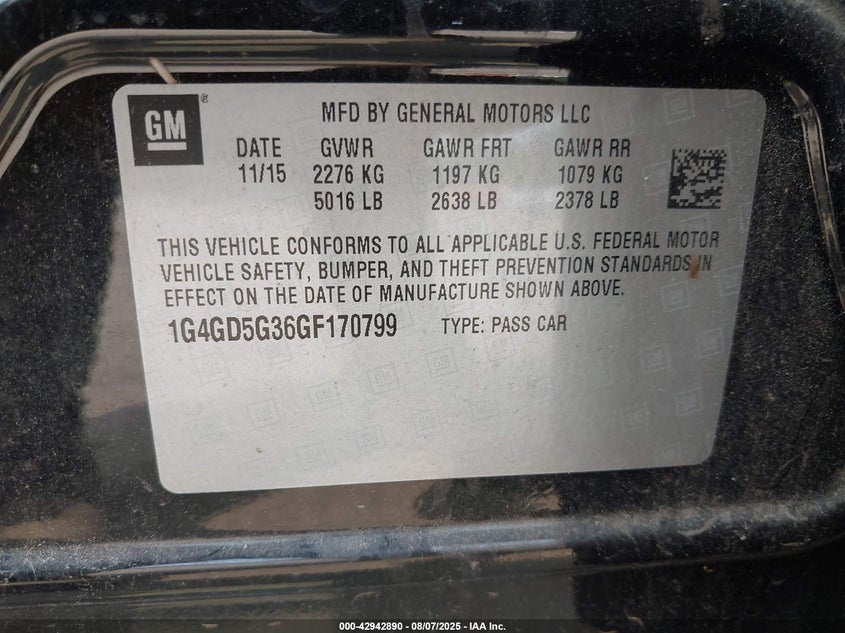 GM ®
MFD BY GENERAL MOTORS LLC
DATE GVWR GAWR FRT GAWR RR
11/15 2276 KG 1197 KG 1079 KG
5016 LB 2638 LB 2378 LB
THIS VEHICLE CONFORMS TO ALL APPLICABLE U.S. FEDERAL MOTOR
VEHICLE SAFETY, BUMPER, AND THEFT PREVENTION STANDARDS IN
EFFECT ON THE DATE OF MANUFACTURE SHOWN ABOVE.
1G4GD5G36GF170799 TYPE: PASS CAR
000-42942890 - 08/07/2025 - IAA Inc.